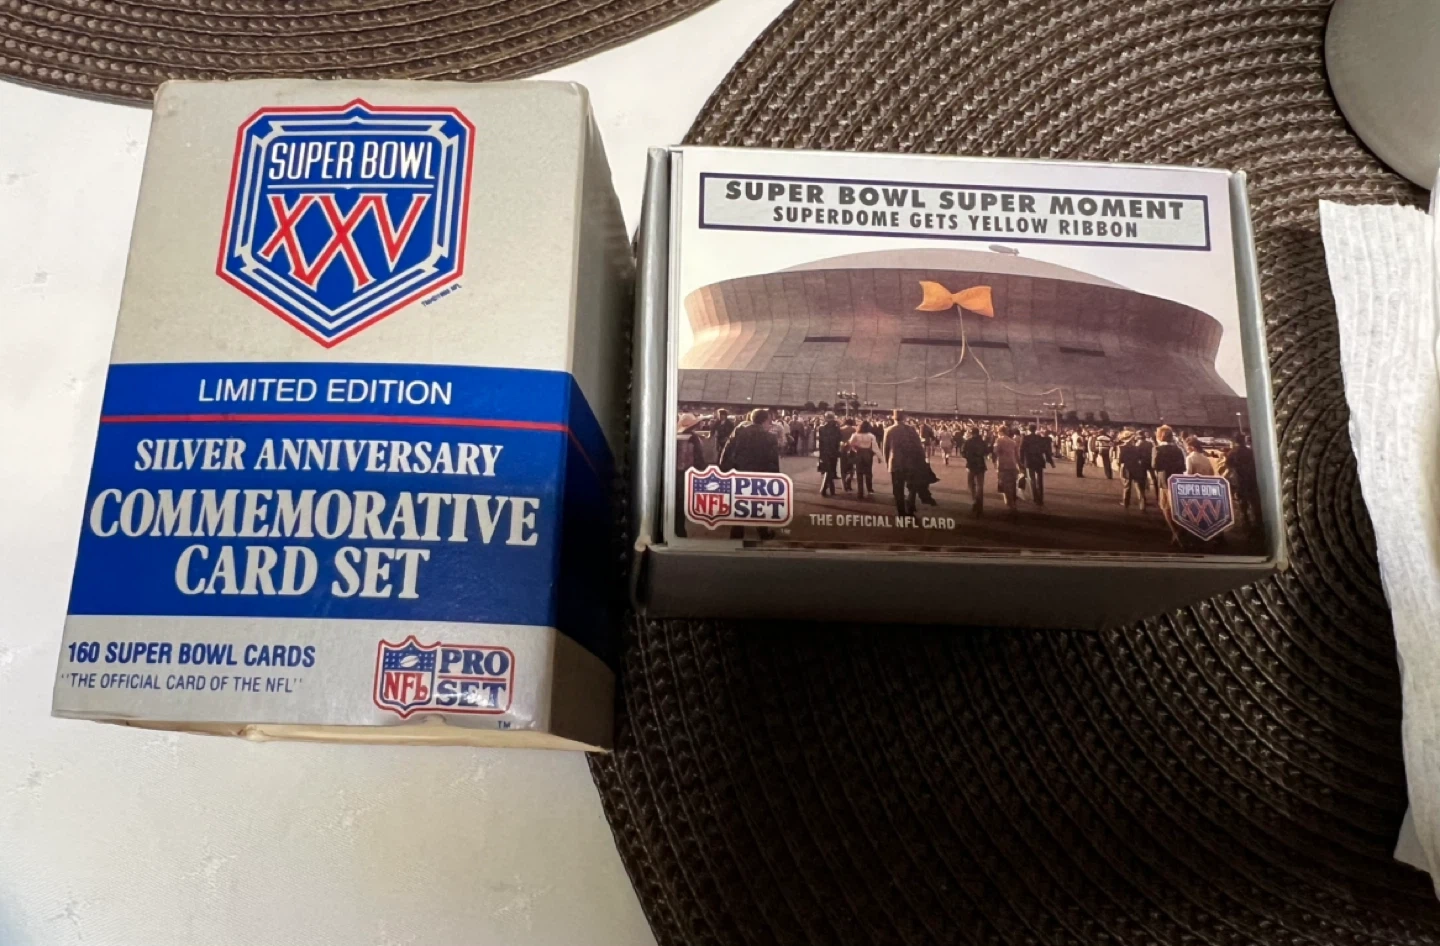 SUPER BOWL
XXV
LIMITED EDITION
SILVER ANNIVERSARY
COMMEMORATIVE
CARD SET
160 SUPER BOWL CARDS
"THE OFFICIAL CARD OF THE NFL"
NFL PRO
SET
TM
SUPER BOWL SUPER MOMENT
SUPERDOME GETS YELLOW RIBBON
NFL PRO
SET
THE OFFICIAL NFL CARD
SUPER BOWL
XXV